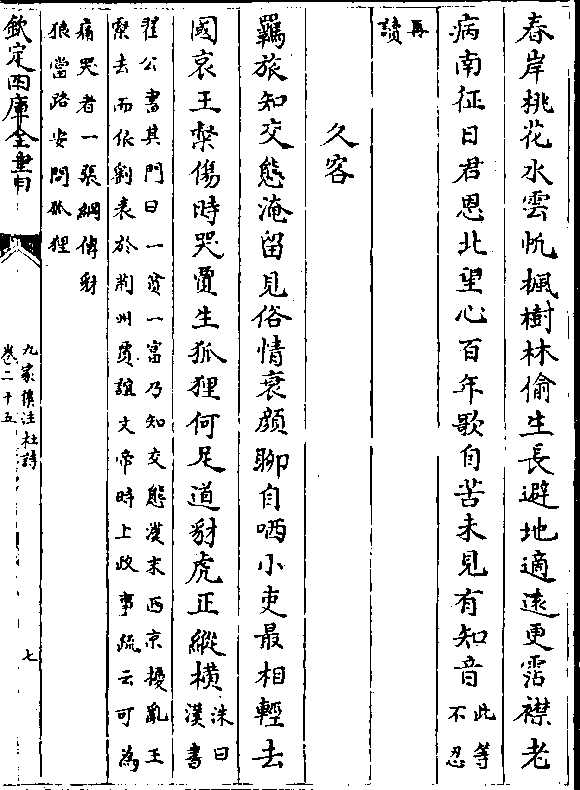 春岸桃花水雲帆楓樹林偷生長避地適逺更霑襟老
病南征日君恩北望心百年歌自苦未見有知音此等不忍
再讀
久客
羈旅知交態淹留見俗情衰顔聊自哂小吏最相輕去
國哀王粲傷時哭賈生狐狸何足道豺虎正縱横洙曰漢書
翟公書其門曰一貧一富乃知交態漢末西京擾亂王
粲去而依劉表於荆州賈誼文帝時上政事疏云可為
痛哭者一張綱傳豺
狼當路安問狐狸
欽定四庫全書
九家集注杜詩
卷二十五
七